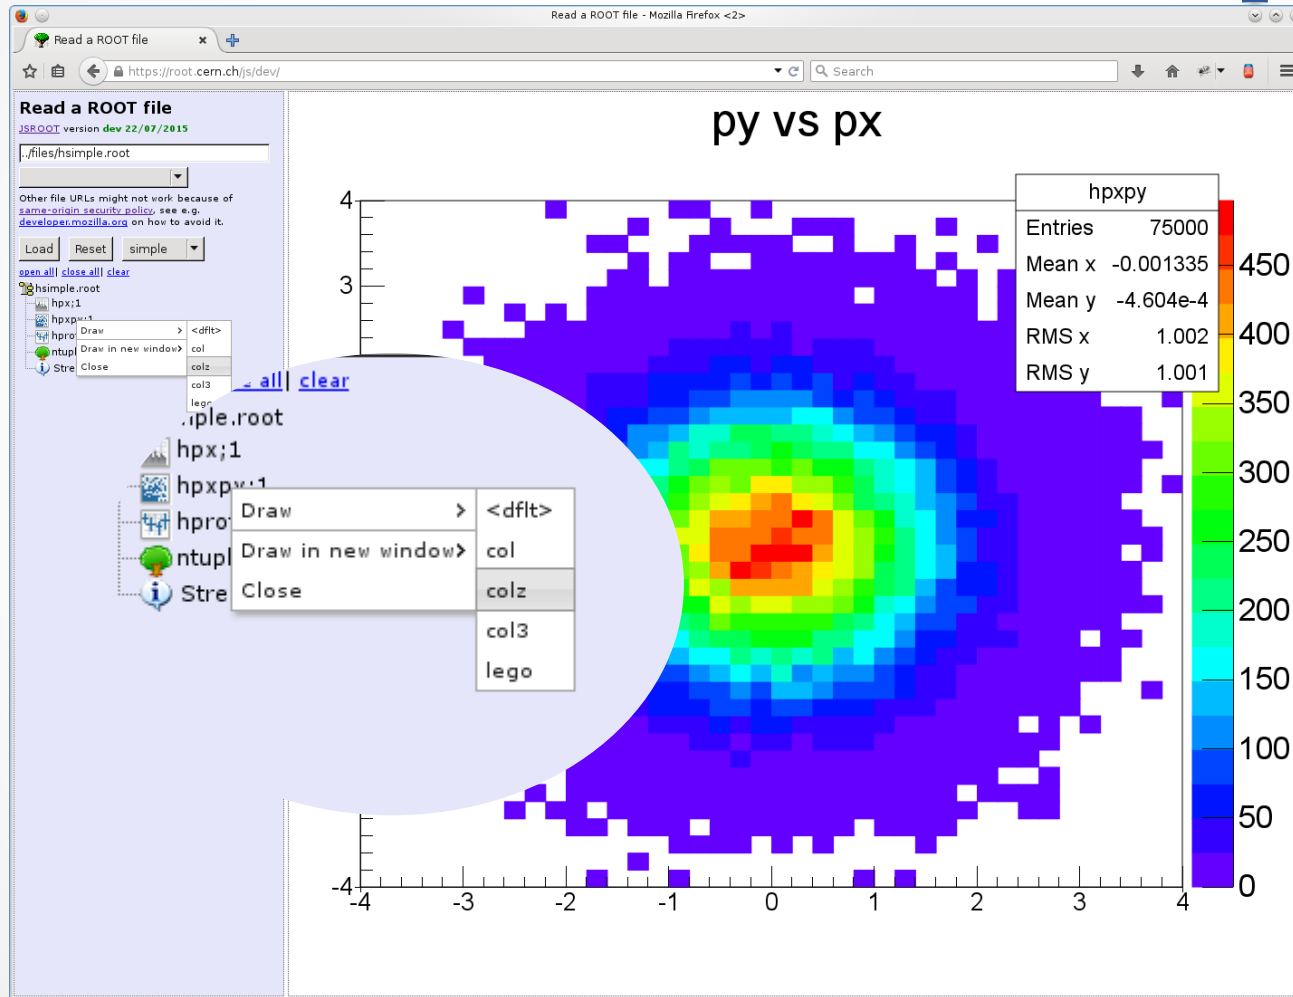 Read a ROOT file - Mozilla Firefox <2>
Read a ROOT file
https://root.cern.ch/js/dev/
Search
Read a ROOT file
JSROOT version dev 22/07/2015
../files/hsimple.root
Other file URLs might not work because of
same-origin security policy, see e.g.
developer.mozilla.org on how to avoid it.
Load Reset simple
open all| close all| clear
hsimple.root
hpx;1
hpxpy;1
Draw > <dflt>
Draw in new window> col
Close colz
col3
all| clear
hpx;1
hpxpy;1
Draw > <dflt>
Draw in new window> col
Close colz
col3
lego
py vs px
hpxpy
Entries 75000
Mean x -0.001335
Mean y -4.604e-4
RMS x 1.002
RMS y 1.001
4
3
-4
-4 -3 -2 -1 0 1 2 3 4
450
400
350
300
250
200
150
100
50
0